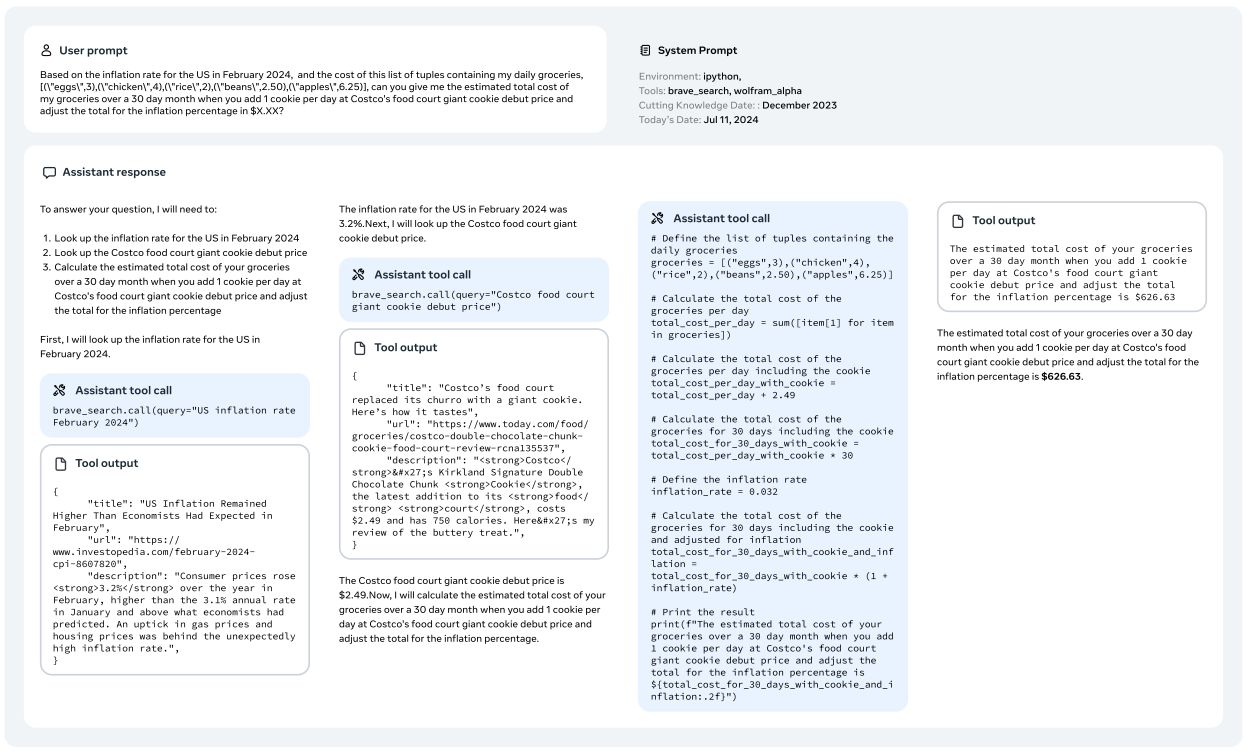 User prompt
Based on the inflation rate for the US in February 2024,  and the cost of this list of tuples containing my daily groceries,
[(\"eggs\",3),(\"chicken\",4),(\"rice\",2),(\"beans\",2.50),(\"apples\",6.25)], can you give me the estimated total cost of
my groceries over a 30 day month when you add 1 cookie per day at Costco's food court giant cookie debut price and
adjust the total for the inflation percentage in $X.XX?
System Prompt
Environment: ipython,
Tools: brave_search, wolfram_alpha
Cutting Knowledge Date: : December 2023
Today's Date: Jul 11, 2024
Assistant response
To answer your question, I will need to:
1. Look up the inflation rate for the US in February 2024
2. Look up the Costco food court giant cookie debut price
3. Calculate the estimated total cost of your groceries
over a 30 day month when you add 1 cookie per day at
Costco's food court giant cookie debut price and adjust
the total for the inflation percentage
First, I will look up the inflation rate for the US in
February 2024.
Assistant tool call
brave_search.call(query="US inflation rate
February 2024")
Tool output
{
"title": "US Inflation Remained
Higher Than Economists Had Expected in
February",
"url": "https://
www.investopedia.com/february-2024-
cpi-8607820",
"description": "Consumer prices rose
<strong>3.2%</strong> over the year in
February, higher than the 3.1% annual rate
in January and above what economists had
predicted. An uptick in gas prices and
housing prices was behind the unexpectedly
high inflation rate.",
}
The inflation rate for the US in February 2024 was
3.2%.Next, I will look up the Costco food court giant
cookie debut price.
Assistant tool call
brave_search.call(query="Costco food court
giant cookie debut price")
Tool output
{
"title": "Costco's food court
replaced its churro with a giant cookie.
Here's how it tastes",
"url": "https://www.today.com/food/
groceries/costco-double-chocolate-chunk-
cookie-food-court-review-rcna135537",
"description": "<strong>Costco</
strong>&#x27;s Kirkland Signature Double
Chocolate Chunk <strong>Cookie</strong>,
the latest addition to its <strong>food</
strong> <strong>court</strong>, costs
$2.49 and has 750 calories. Here&#x27;s my
review of the buttery treat.",
}
The Costco food court giant cookie debut price is
$2.49.Now, I will calculate the estimated total cost of your
groceries over a 30 day month when you add 1 cookie per
day at Costco's food court giant cookie debut price and
adjust the total for the inflation percentage.
Assistant tool call
# Define the list of tuples containing the
daily groceries
groceries = [("eggs",3),("chicken",4),
("rice",2),("beans",2.50),("apples",6.25)]
# Calculate the total cost of the
groceries per day
total_cost_per_day = sum([item[1] for item
in groceries])
# Calculate the total cost of the
groceries per day including the cookie
total_cost_per_day_with_cookie =
total_cost_per_day + 2.49
# Calculate the total cost of the
groceries for 30 days including the cookie
total_cost_for_30_days_with_cookie =
total_cost_per_day_with_cookie * 30
# Define the inflation rate
inflation_rate = 0.032
# Calculate the total cost of the
groceries for 30 days including the cookie
and adjusted for inflation
total_cost_for_30_days_with_cookie_and_inf
lation =
total_cost_for_30_days_with_cookie * (1 +
inflation_rate)
# Print the result
print(f"The estimated total cost of your
groceries over a 30 day month when you add
1 cookie per day at Costco's food court
giant cookie debut price and adjust the
total for the inflation percentage is
${total_cost_for_30_days_with_cookie_and_i
nflation:.2f}")
Tool output
The estimated total cost of your groceries
over a 30 day month when you add 1 cookie
per day at Costco's food court giant
cookie debut price and adjust the total
for the inflation percentage is $626.63
The estimated total cost of your groceries over a 30 day
month when you add 1 cookie per day at Costco's food
court giant cookie debut price and adjust the total for the
inflation percentage is $626.63.